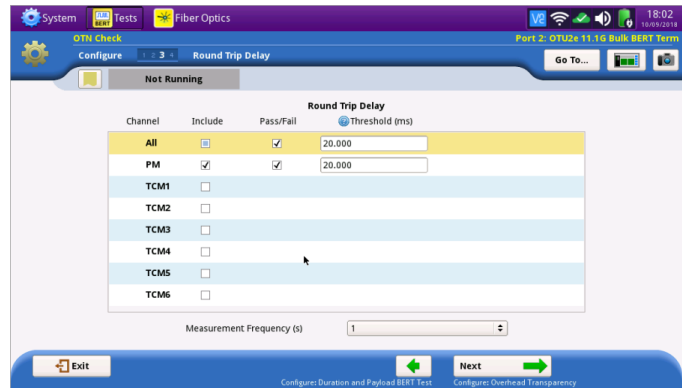 System Tests Fiber Optics V2 18:02
10/09/2018
OTN Check Port 2: OTU2e 11.1G Bulk BERT Term
Configure 1 2 3 4 Round Trip Delay Go To...
Not Running
Round Trip Delay
Channel Include Pass/Fail Threshold (ms)
All 20.000
PM 20.000
TCM1
TCM2
TCM3
TCM4
TCM5
TCM6
Measurement Frequency (s) 1
Exit Next
Configure: Duration and Payload BERT Test Configure: Overhead Transparency